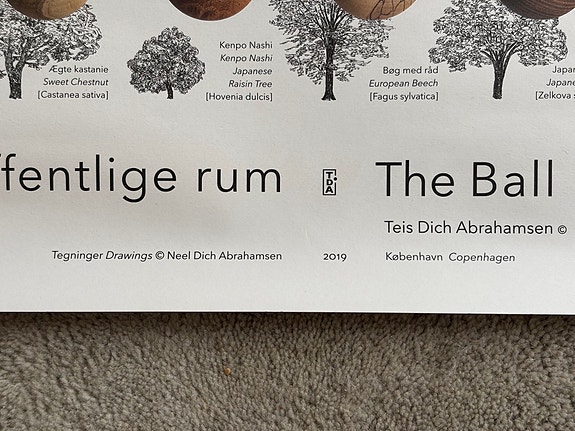 Ægte kastanie
Sweet Chestnut
[Castanea sativa]
Kenpo Nashi
Kenpo Nashi
Japanese
Raisin Tree
[Hovenia dulcis]
Bøg med råd
European Beech
[Fagus sylvatica]
Japan
Japane
[Zelkova s
ffentlige rum
TDA
The Ball
Teis Dich Abrahamsen ©
Tegninger Drawings © Neel Dich Abrahamsen
2019
København Copenhagen